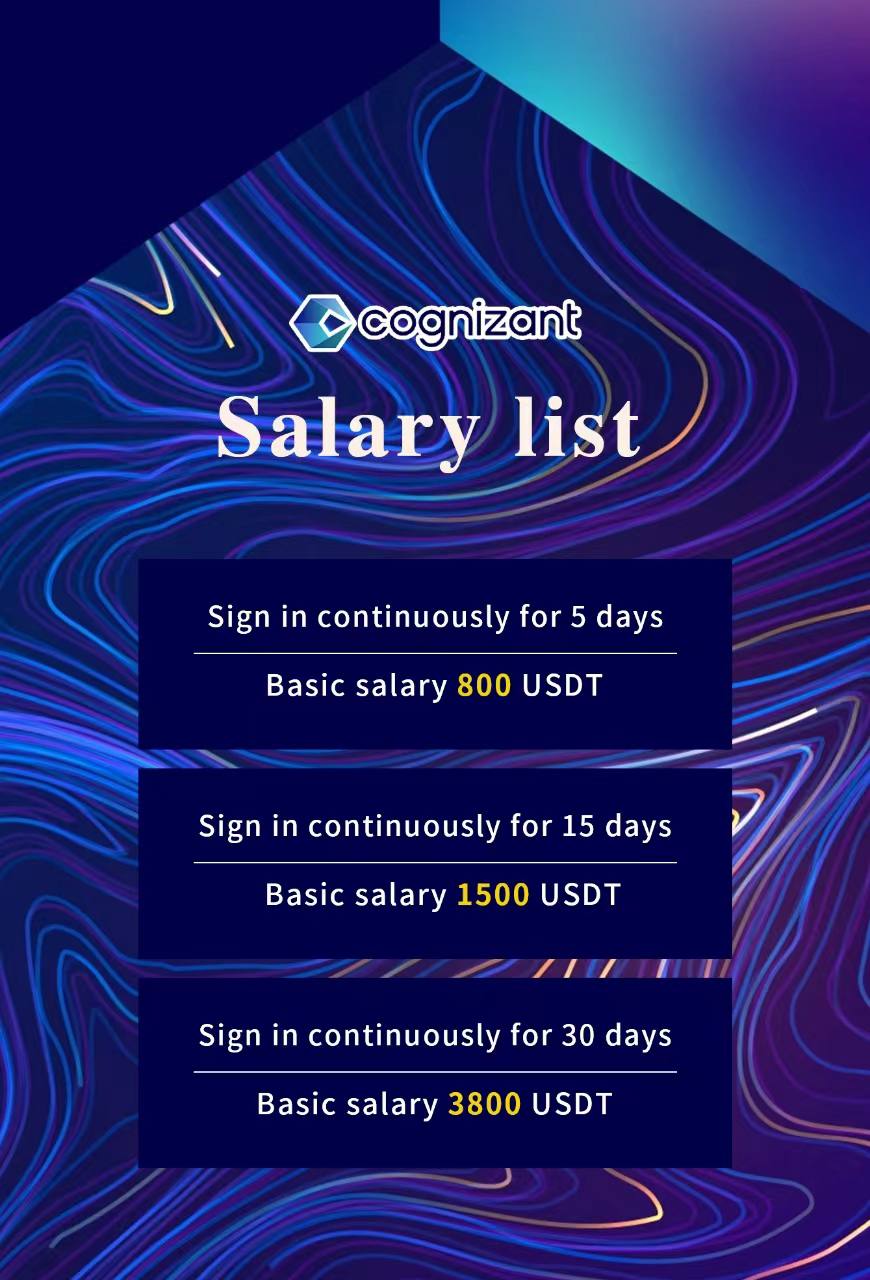 cognizant
Salary list
Sign in continuously for 5 days
Basic salary 800 USDT
Sign in continuously for 15 days
Basic salary 1500 USDT
Sign in continuously for 30 days
Basic salary 3800 USDT